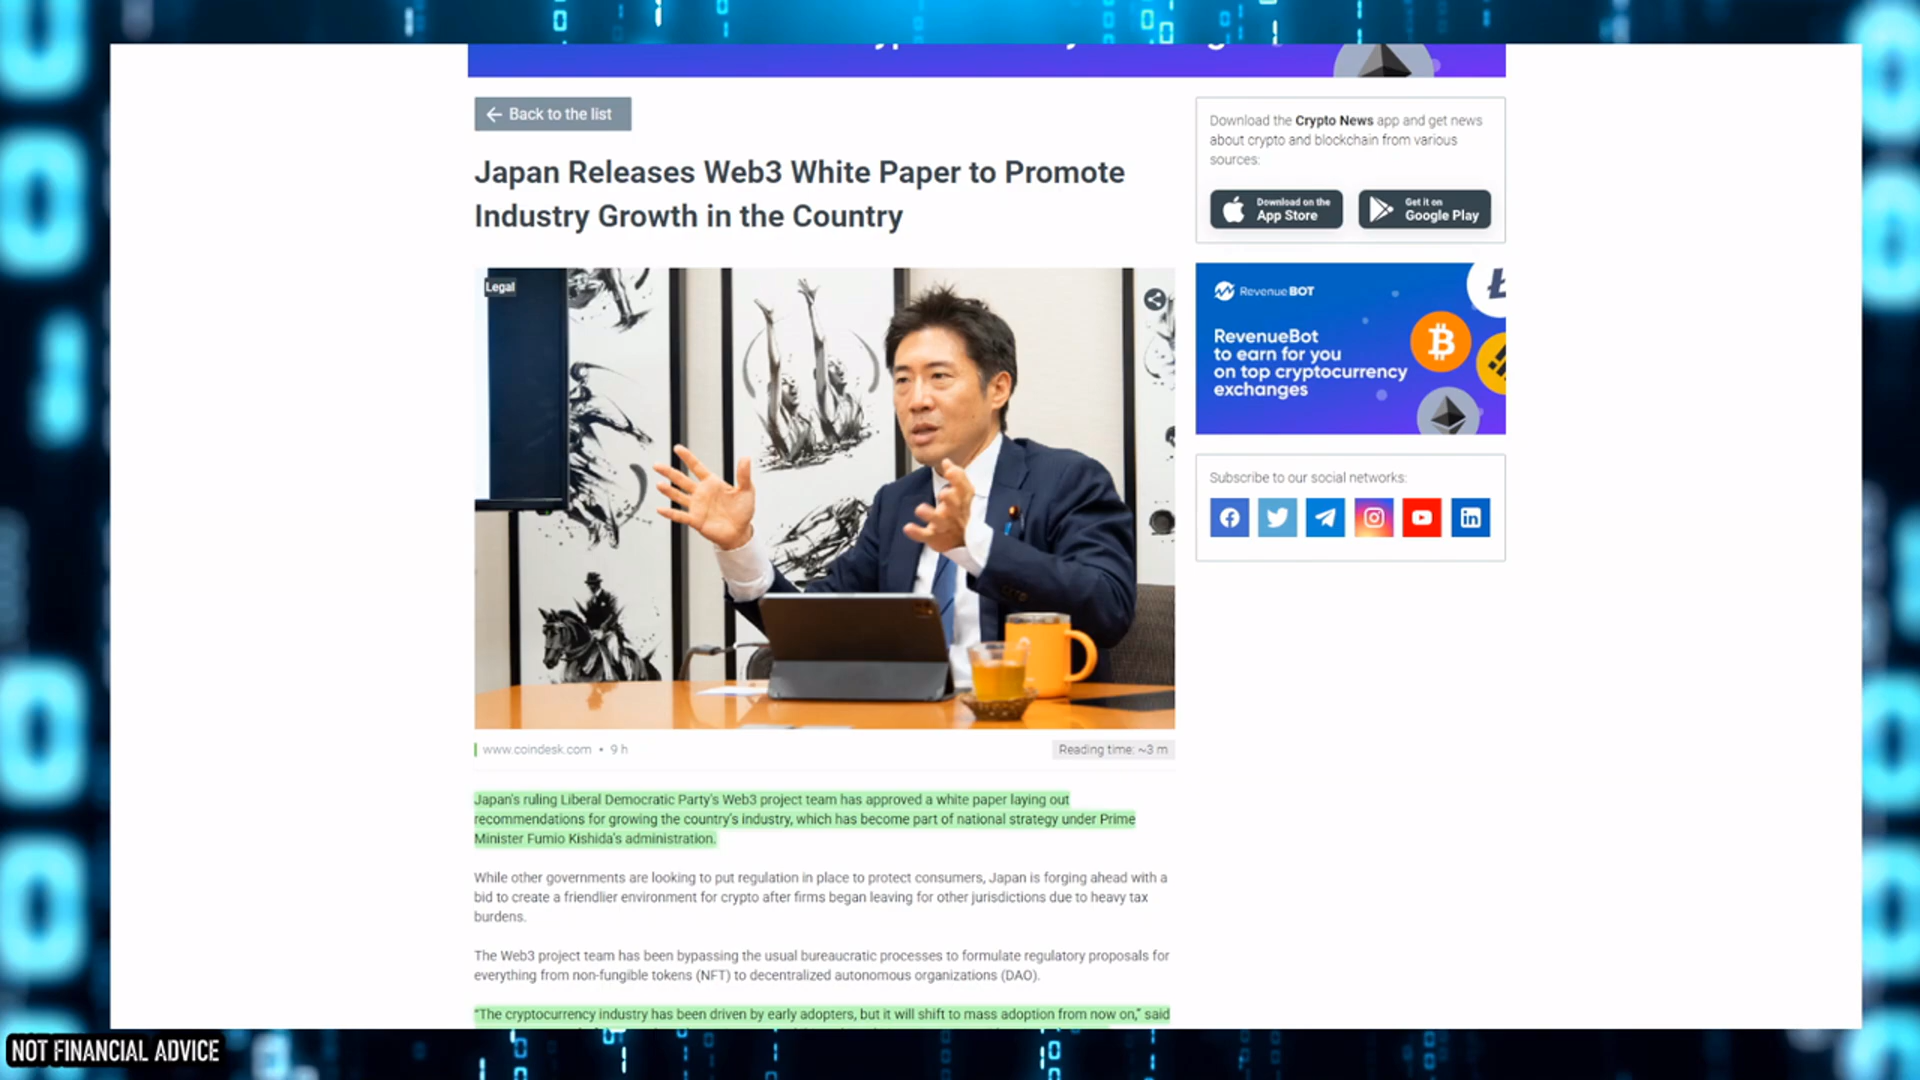 Back to the list
Japan Releases Web3 White Paper to Promote
Industry Growth in the Country
Legal
www.coindesk.com • 9 h
Reading time: ~3 m
Japan's ruling Liberal Democratic Party's Web3 project team has approved a white paper laying out
recommendations for growing the country's industry, which has become part of national strategy under Prime
Minister Fumio Kishida's administration.
While other governments are looking to put regulation in place to protect consumers, Japan is forging ahead with a
bid to create a friendlier environment for crypto after firms began leaving for other jurisdictions due to heavy tax
burdens.
The Web3 project team has been bypassing the usual bureaucratic processes to formulate regulatory proposals for
everything from non-fungible tokens (NFT) to decentralized autonomous organizations (DAO).
“The cryptocurrency industry has been driven by early adopters, but it will shift to mass adoption from now on,” said
Download the Crypto News app and get news
about crypto and blockchain from various
sources:
Download on the
App Store
Get it on
Google Play
RevenueBOT
RevenueBot
to earn for you
on top cryptocurrency
exchanges
Subscribe to our social networks:
NOT FINANCIAL ADVICE